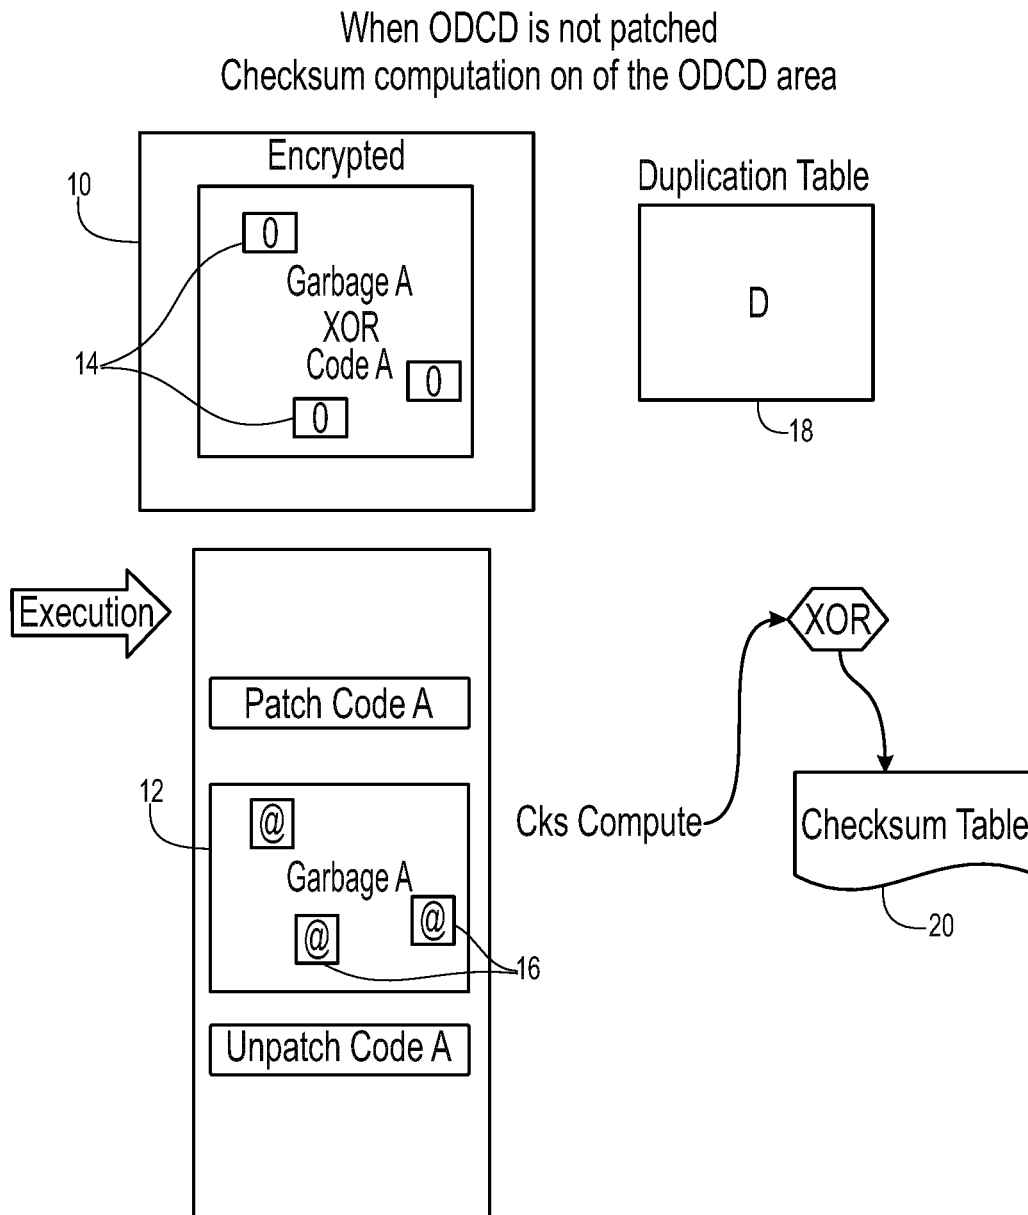 When ODCD is not patched
Checksum computation on of the ODCD area
Encrypted
10
0
Garbage A
XOR
Code A
0
14
0
Duplication Table
D
18
Execution
Patch Code A
12
@
Garbage A
@
@
16
Unpatch Code A
XOR
Cks Compute
Checksum Table
20